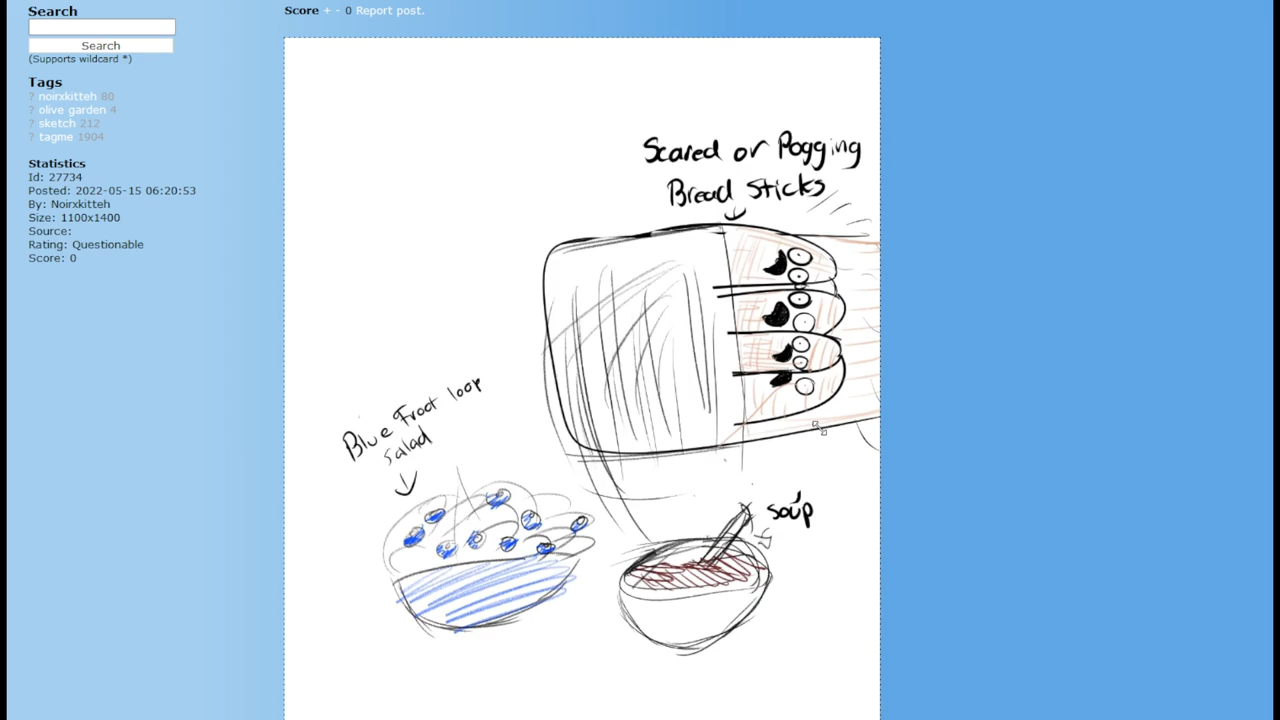 Search
Search
(Supports wildcard *)
Tags
? noirxkitteh 80
? olive garden 4
? sketch 212
? tagme 1904
Statistics
Id: 27734
Posted: 2022-05-15 06:20:53
By: Noirxkitteh
Size: 1100x1400
Source:
Rating: Questionable
Score: 0
Score + - 0 Report post.
Scared or Pogging
Bread Sticks
Blue Froot loop
Salad
soup